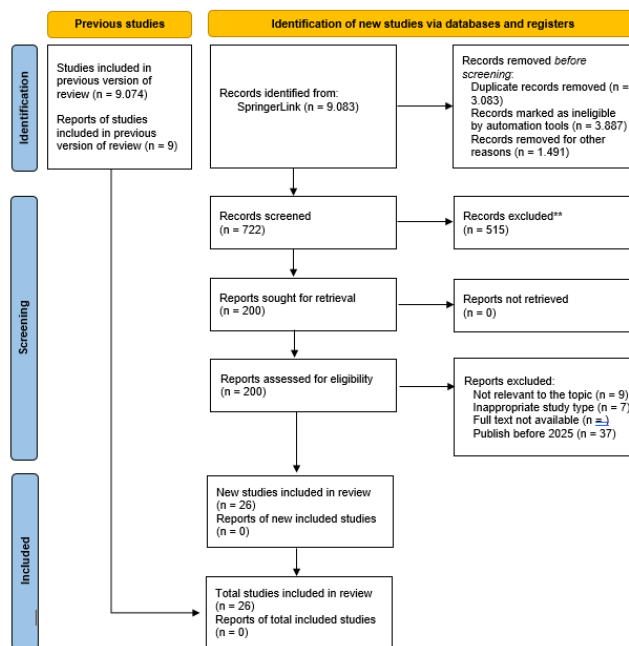 Previous studies
Identification of new studies via databases and registers
Identification
Studies included in
previous version of
review (n = 9.074)
Reports of studies
included in previous
version of review (n = 9)
Records identified from:
SpringerLink (n = 9.083)
Records removed before
screening:
Duplicate records removed (n =
3.083)
Records marked as ineligible
by automation tools (n = 3.887)
Records removed for other
reasons (n = 1.491)
Screening
Records screened
(n = 722)
Records excluded**
(n = 515)
Reports sought for retrieval
(n = 200)
Reports not retrieved
(n = 0)
Reports assessed for eligibility
(n = 200)
Reports excluded:
Not relevant to the topic (n = 9)
Inappropriate study type (n = 7)
Full text not available (n = )
Publish before 2025 (n = 37)
Included
New studies included in review
(n = 26)
Reports of new included studies
(n = 0)
Total studies included in review
(n = 26)
Reports of total included studies
(n = 0)